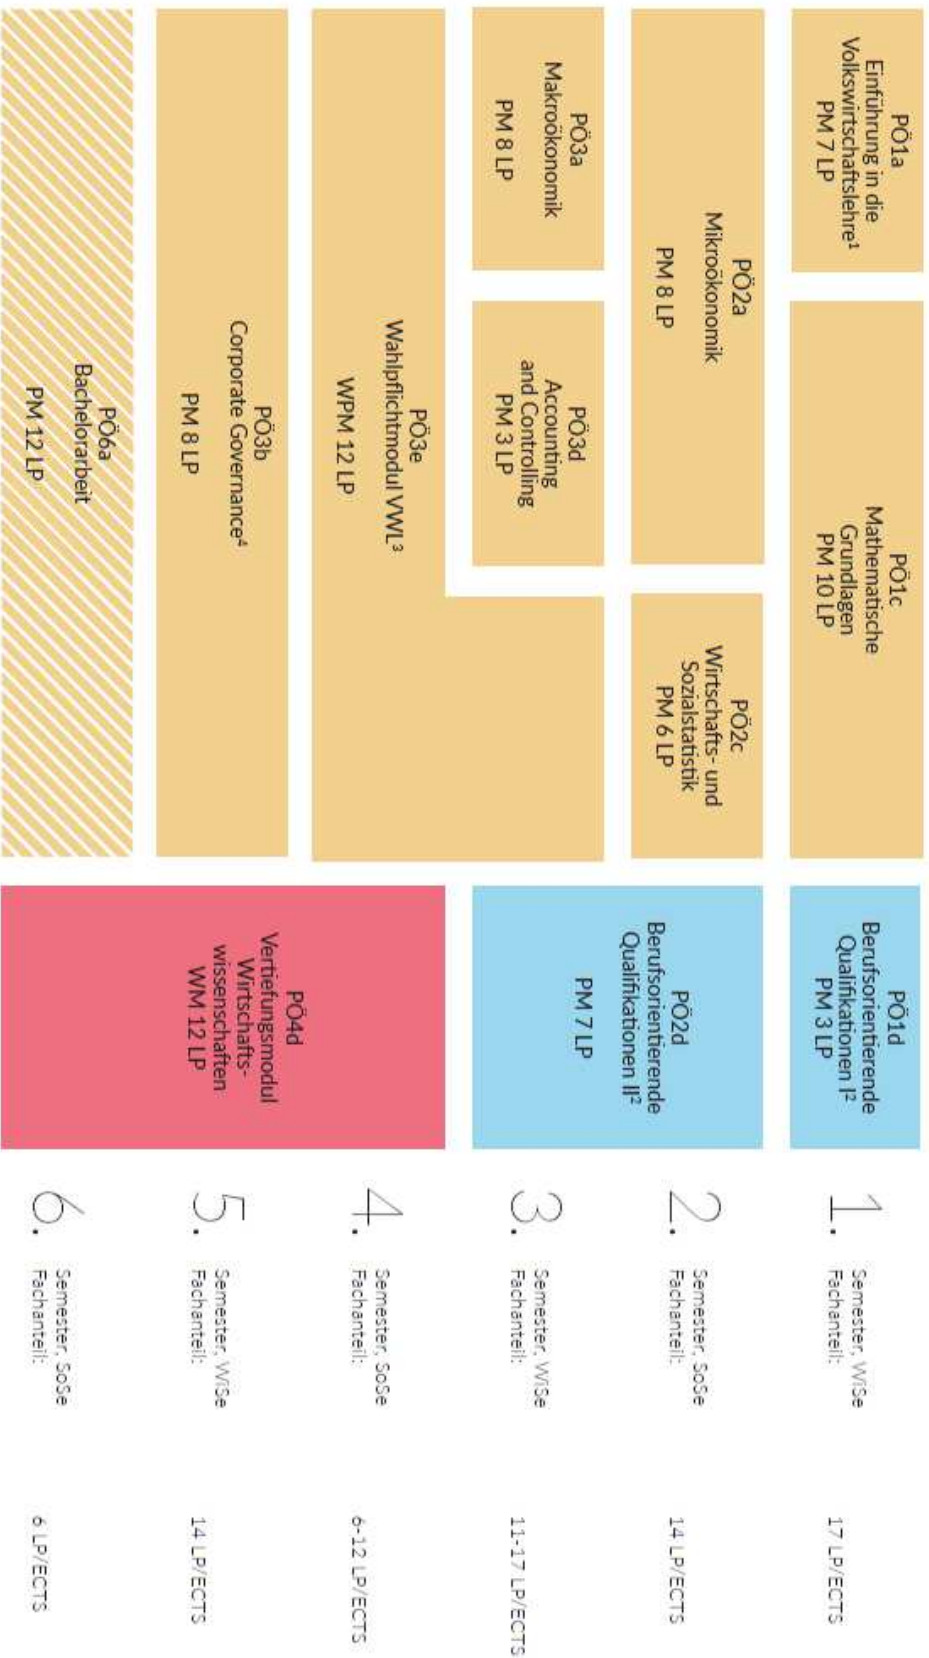 PÖ1a
Einführung in die
Volkswirtschaftslehre¹
PM 7 LP
PÖ1c
Mathematische
Grundlagen
PM 10 LP
PÖ1d
Berufsorientierende
Qualifikationen I²
PM 3 LP
1. Semester, WiSe
Fachanteil:
17 LP/ECTS
PÖ2a
Mikroökonomik
PM 8 LP
PÖ2c
Wirtschafts- und
Sozialstatistik
PM 6 LP
PÖ2d
Berufsorientierende
Qualifikationen II²
PM 7 LP
2. Semester, SoSe
Fachanteil:
14 LP/ECTS
PÖ3a
Makroökonomik
PM 8 LP
PÖ3d
Accounting
and Controlling
PM 3 LP
3. Semester, WiSe
Fachanteil:
11-17 LP/ECTS
PÖ3e
Wahlpflichtmodul VWL³
WPM 12 LP
4. Semester, SoSe
Fachanteil:
6-12 LP/ECTS
PÖ3b
Corporate Governance⁴
PM 8 LP
PÖ4d
Vertiefungsmodul
Wirtschafts-
wissenschaften
WM 12 LP
5. Semester, WiSe
Fachanteil:
14 LP/ECTS
PÖ6a
Bachelorarbeit
PM 12 LP
6. Semester, SoSe
Fachanteil:
6 LP/ECTS